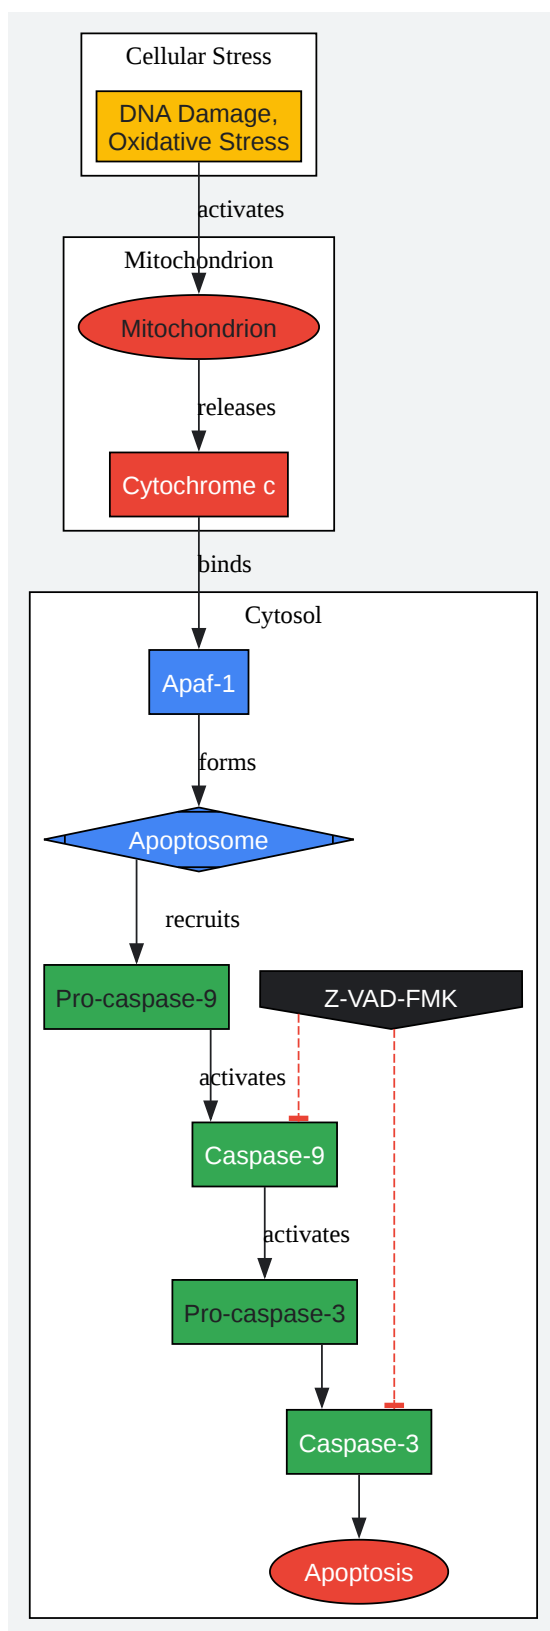 Cellular Stress
DNA Damage,
Oxidative Stress
activates
Mitochondrion
Mitochondrion
releases
Cytochrome c
binds
Cytosol
Apaf-1
forms
Apoptosome
recruits
Pro-caspase-9
Z-VAD-FMK
activates
Caspase-9
activates
Pro-caspase-3
Caspase-3
Apoptosis